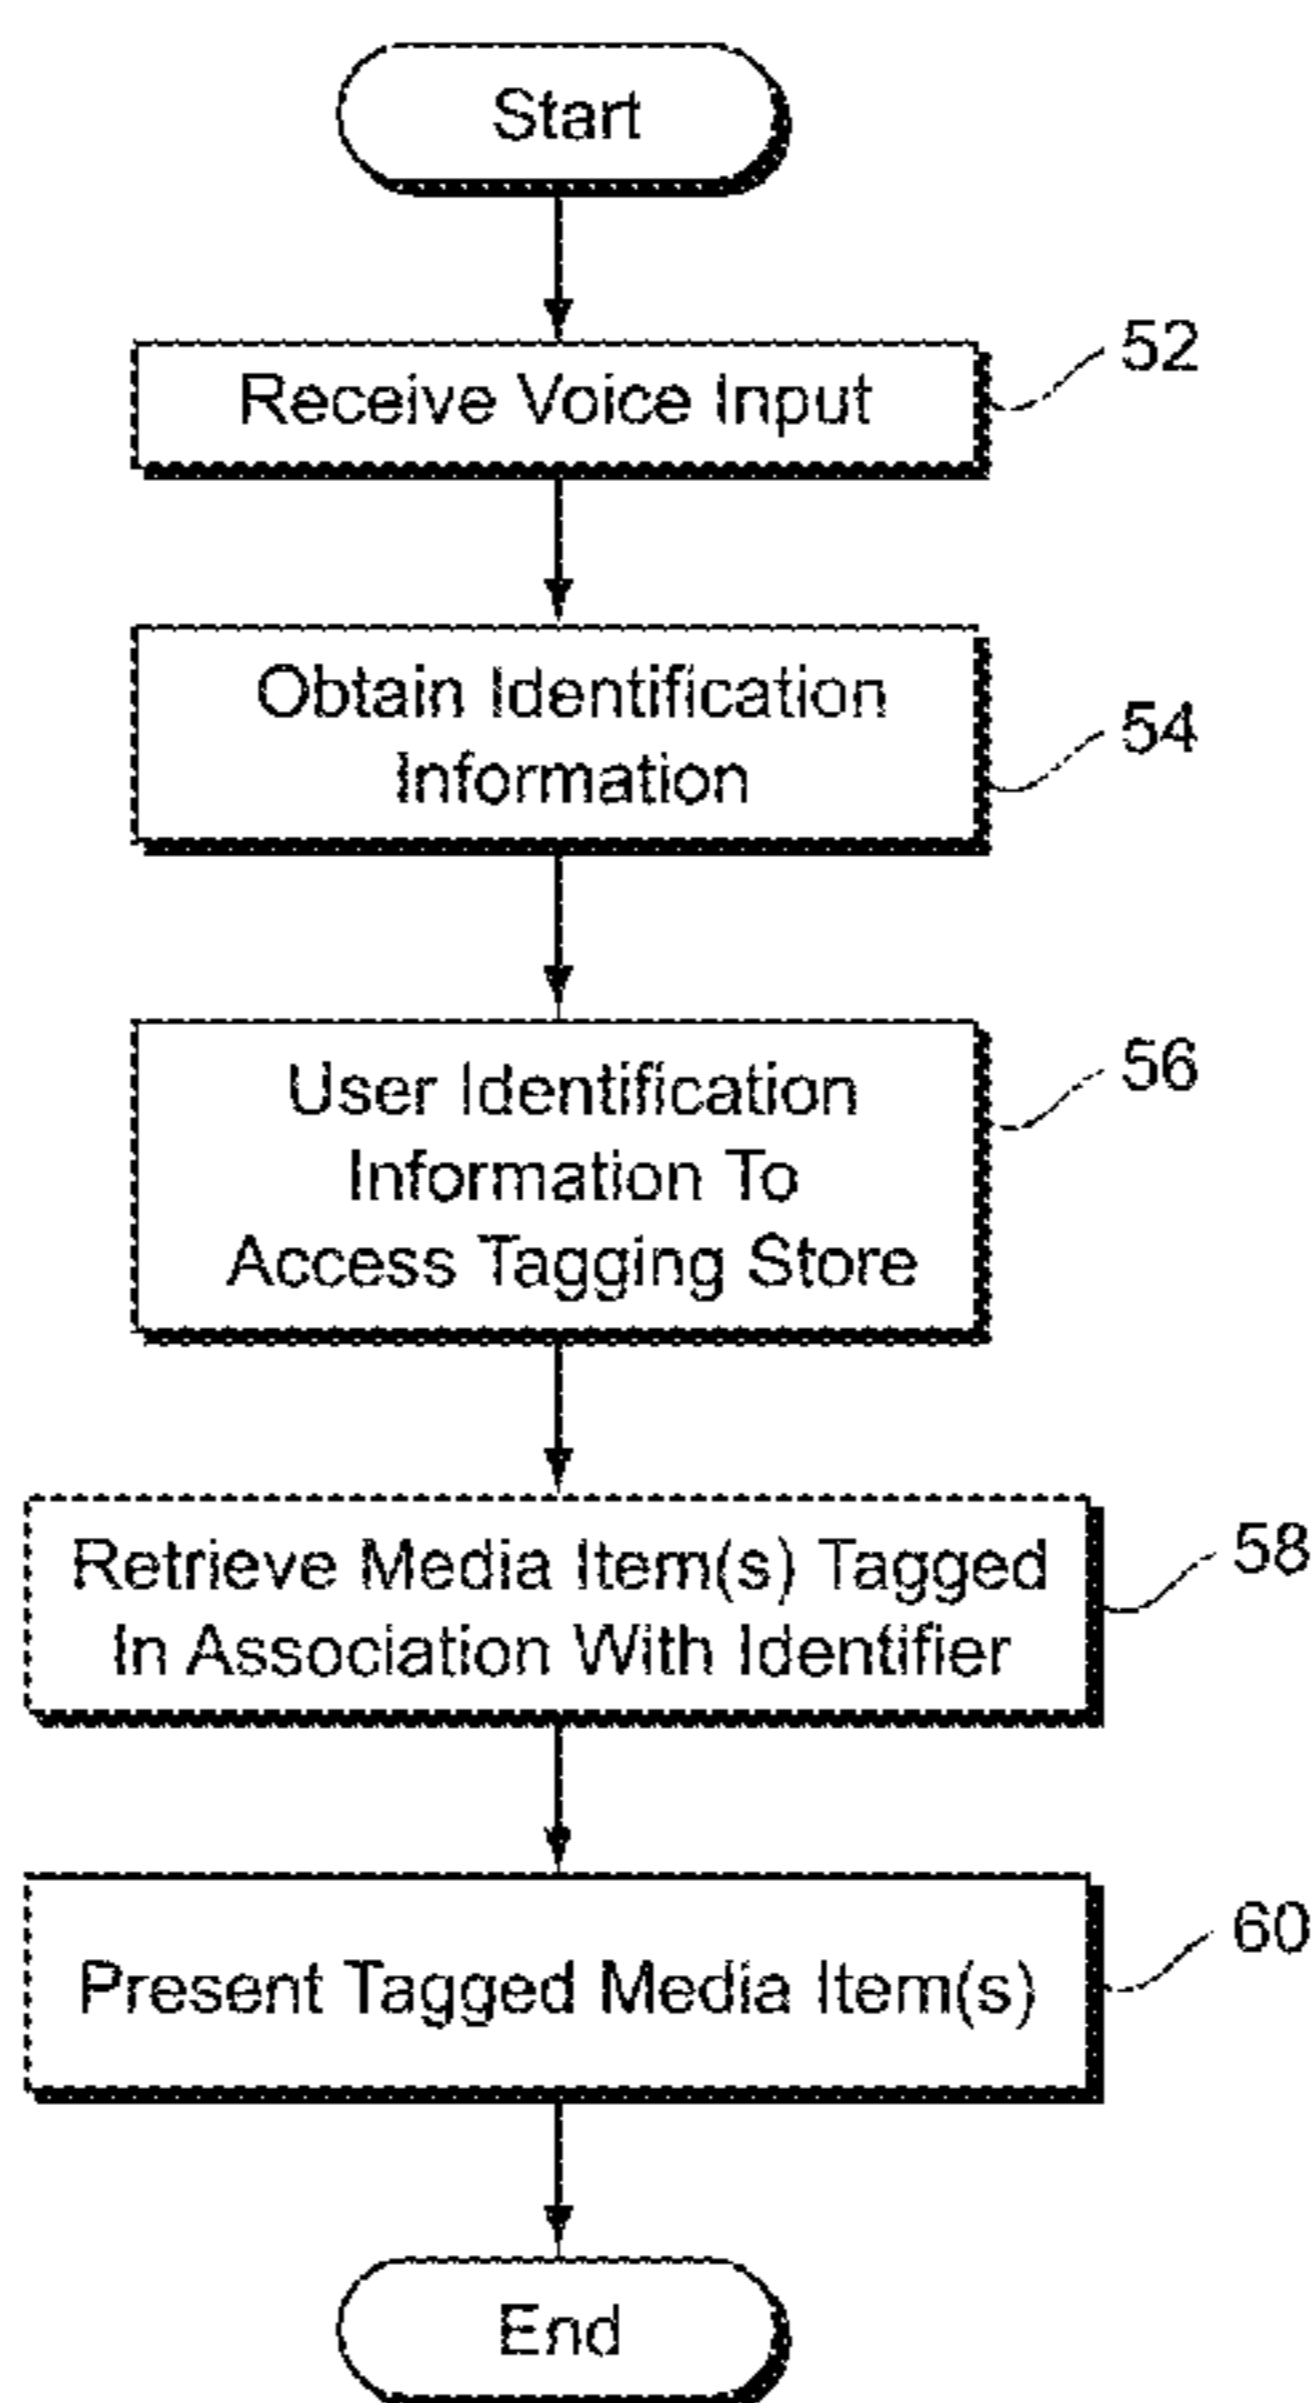 Start
Receive Voice Input
52
Obtain Identification
Information
54
User Identification
Information To
Access Tagging Store
56
Retrieve Media Item(s) Tagged
In Association With Identifier
58
Present Tagged Media Item(s)
60
End